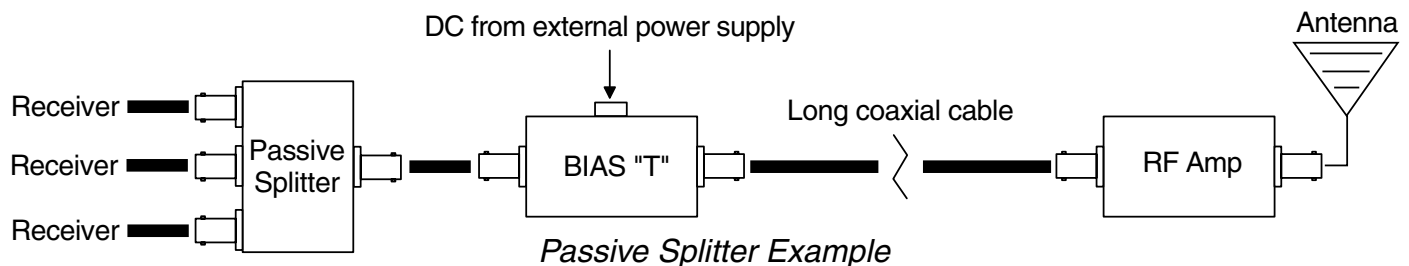 DC from external power supply
Antenna
Receiver
Long coaxial cable
Receiver
Passive
Splitter
BIAS "T"
RF Amp
Receiver
Passive Splitter Example